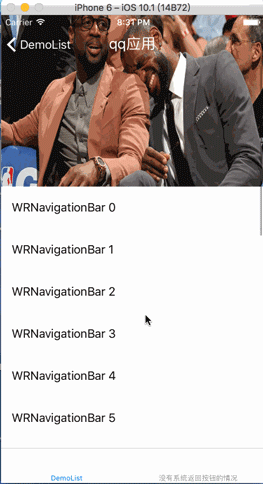 iPhone 6 – iOS 10.1 (14B72)
Carrier 8:37 PM
DemoList qq应用
NBA
WRNavigationBar 0
WRNavigationBar 1
WRNavigationBar 2
WRNavigationBar 3
WRNavigationBar 4
WRNavigationBar 5
DemoList 没有系统返回按钮的情况